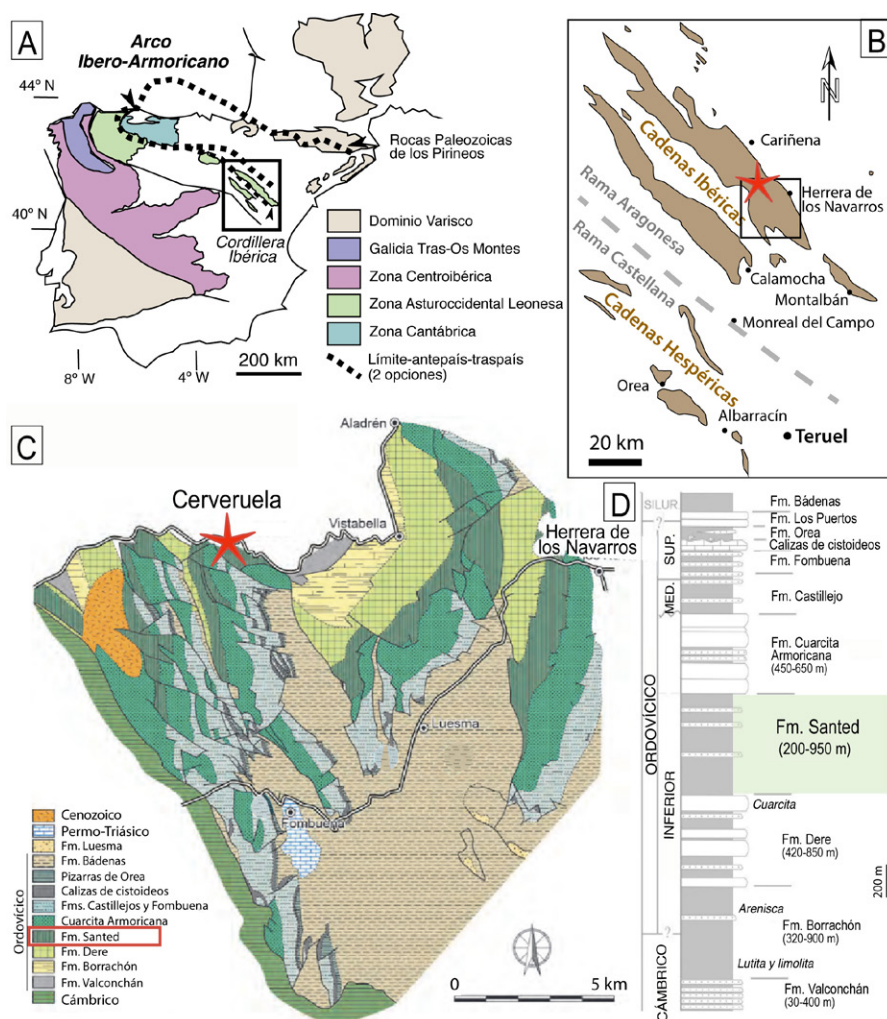 A
Arco
Ibero-Armoricano
44º N
40º N
8º W
4º W
Rocas Paleozoicas
de los Pirineos
Cordillera
Ibérica
200 km
Dominio Varisco
Galicia Tras-Os Montes
Zona Centroibérica
Zona Asturoccidental Leonesa
Zona Cantábrica
Límite-antepaís-traspaís
(2 opciones)
B
N
Cariñena
Cadenas Ibéricas
Herrera de
los Navarros
Rama Aragonesa
Rama Castellana
Calamocha
Montalbán
Monreal del Campo
Cadenas Hespéricas
Orea
Albarracín
Teruel
20 km
C
Aladrén
Cerveruela
Vistabella
Herrera de
los Navarros
Luesma
Fombuena
Cenozoico
Permo-Triásico
Fm. Luesma
Fm. Bádenas
Pizarras de Orea
Calizas de cistoideos
Fms. Castillejos y Fombuena
Cuarcita Armoricana
Fm. Santed
Fm. Dere
Fm. Borrachón
Fm. Valconchán
Cámbrico
Ordovícico
0 5 km
D
SILUR
?
SUP.
MED.
INFERIOR
ORDOVÍCICO
?
CÁMBRICO
Fm. Bádenas
Fm. Los Puertos
Fm. Orea
Calizas de cistoideos
Fm. Fombuena
Fm. Castillejo
Fm. Cuarcita
Armoricana
(450-650 m)
Fm. Santed
(200-950 m)
Cuarcita
Fm. Dere
(420-850 m)
200 m
Arenisca
Fm. Borrachón
(320-900 m)
Lutita y limolita
Fm. Valconchán
(30-400 m)